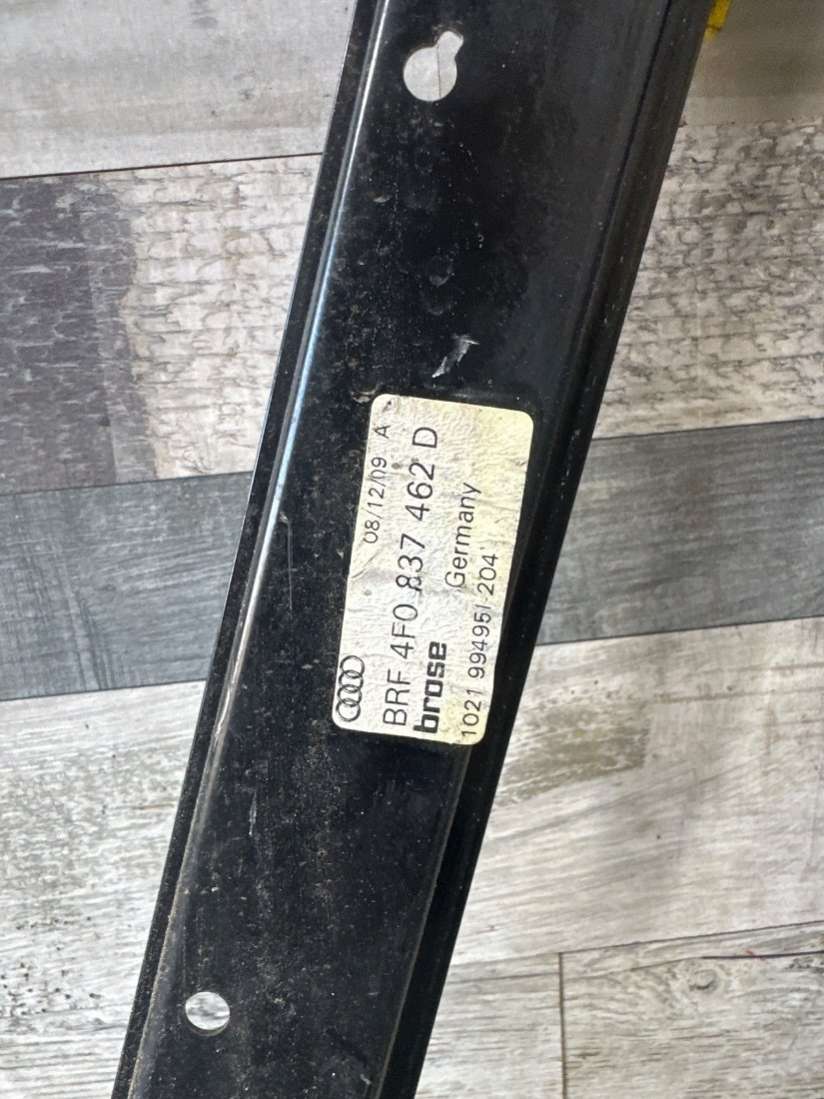 08/12/09 A
BRF 4F0 837 462 D
brose Germany
1021 994951-204